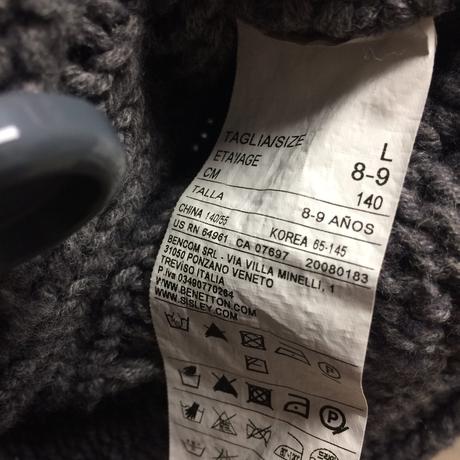 TAGLIA/SIZE L
ETA'/AGE 8-9
CM 140
TALLA 8-9 AÑOS
CHINA 140/55 KOREA 65-145
US RN 64961 CA 07697 20080183
BENCOM SRL - VIA VILLA MINELLI, 1
31050 PONZANO VENETO
TREVISO ITALIA
P.Iva 03490770264
WWW.BENETTON.COM
WWW.SISLEY.COM
P